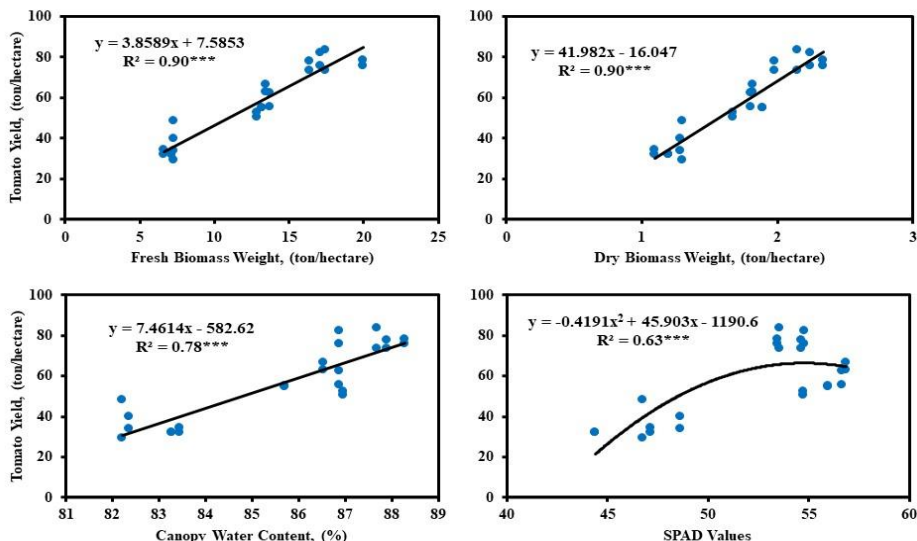 100
80
60
40
20
0
Tomato Yield, (ton/hectare)
y = 3.8589x + 7.5853
R² = 0.90***
0 5 10 15 20 25
Fresh Biomass Weight, (ton/hectare)
100
80
60
40
20
0
y = 41.982x - 16.047
R² = 0.90***
0 1 2 3
Dry Biomass Weight, (ton/hectare)
100
80
60
40
20
0
Tomato Yield, (ton/hectare)
y = 7.4614x - 582.62
R² = 0.78***
81 82 83 84 85 86 87 88 89
Canopy Water Content, (%)
100
80
60
40
20
0
y = -0.4191x² + 45.903x - 1190.6
R² = 0.63***
40 45 50 55 60
SPAD Values